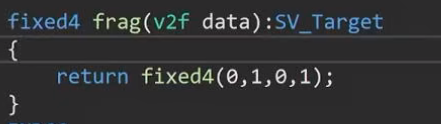 fixed4 frag(v2f data):SV_Target
{
    return fixed4(0,1,0,1);
}